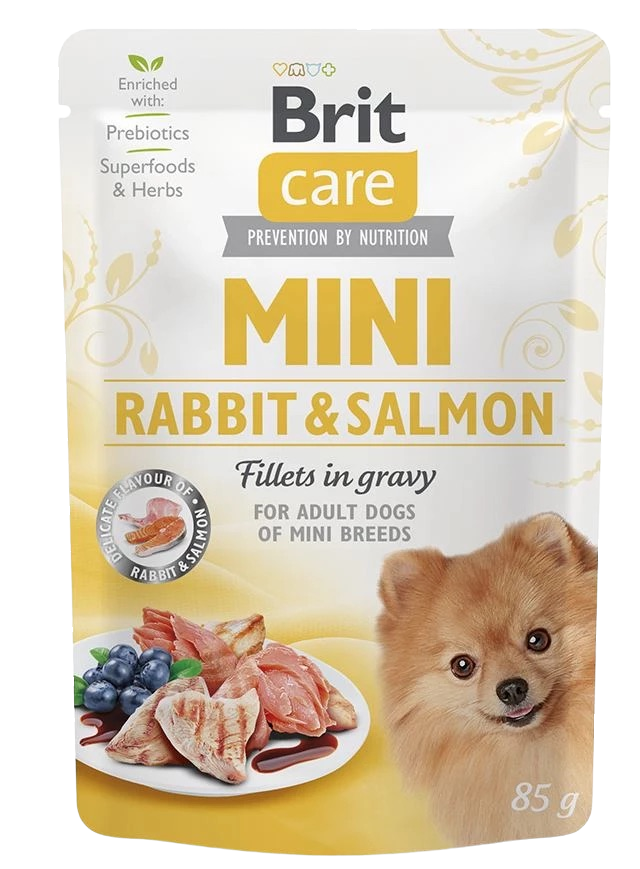 Enriched
with:
Prebiotics
Superfoods
& Herbs
Brit
care
PREVENTION BY NUTRITION
MINI
RABBIT & SALMON
Fillets in gravy
FOR ADULT DOGS
OF MINI BREEDS
DELICATE FLAVOUR OF •
RABBIT & SALMON
85 g